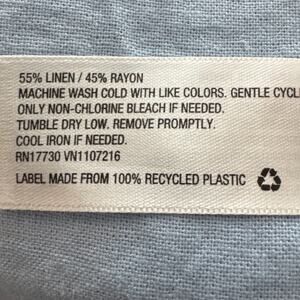 55% LINEN / 45% RAYON
MACHINE WASH COLD WITH LIKE COLORS. GENTLE CYCL
ONLY NON-CHLORINE BLEACH IF NEEDED.
TUMBLE DRY LOW. REMOVE PROMPTLY.
COOL IRON IF NEEDED.
RN17730 VN1107216
LABEL MADE FROM 100% RECYCLED PLASTIC